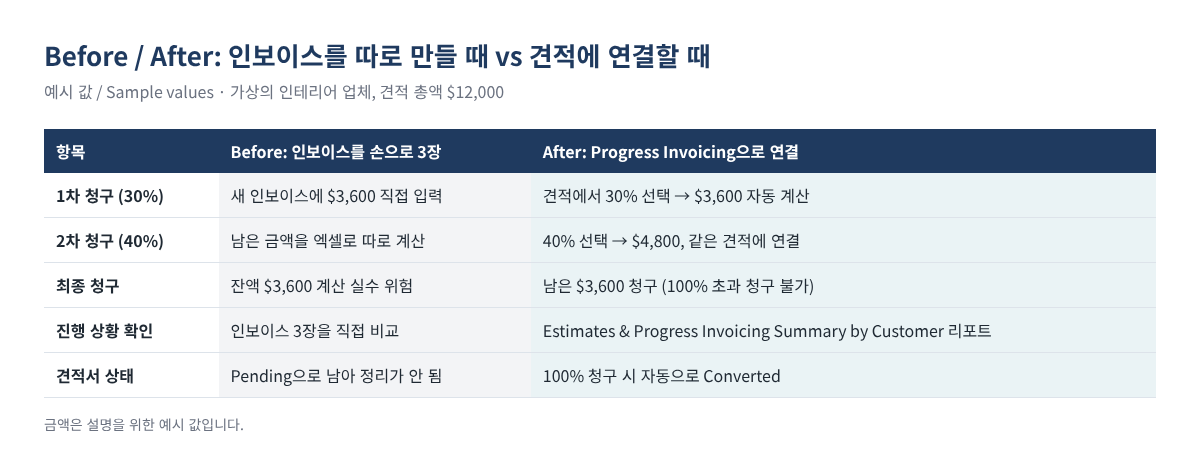 Before / After: 인보이스를 따로 만들 때 vs 견적에 연결할 때
예시 값 / Sample values · 가상의 인테리어 업체, 견적 총액 $12,000
항목 Before: 인보이스를 손으로 3장 After: Progress Invoicing으로 연결
1차 청구 (30%) 새 인보이스에 $3,600 직접 입력 견적에서 30% 선택 → $3,600 자동 계산
2차 청구 (40%) 남은 금액을 엑셀로 따로 계산 40% 선택 → $4,800, 같은 견적에 연결
최종 청구 잔액 $3,600 계산 실수 위험 남은 $3,600 청구 (100% 초과 청구 불가)
진행 상황 확인 인보이스 3장을 직접 비교 Estimates & Progress Invoicing Summary by Customer 리포트
견적서 상태 Pending으로 남아 정리가 안 됨 100% 청구 시 자동으로 Converted
금액은 설명을 위한 예시 값입니다.